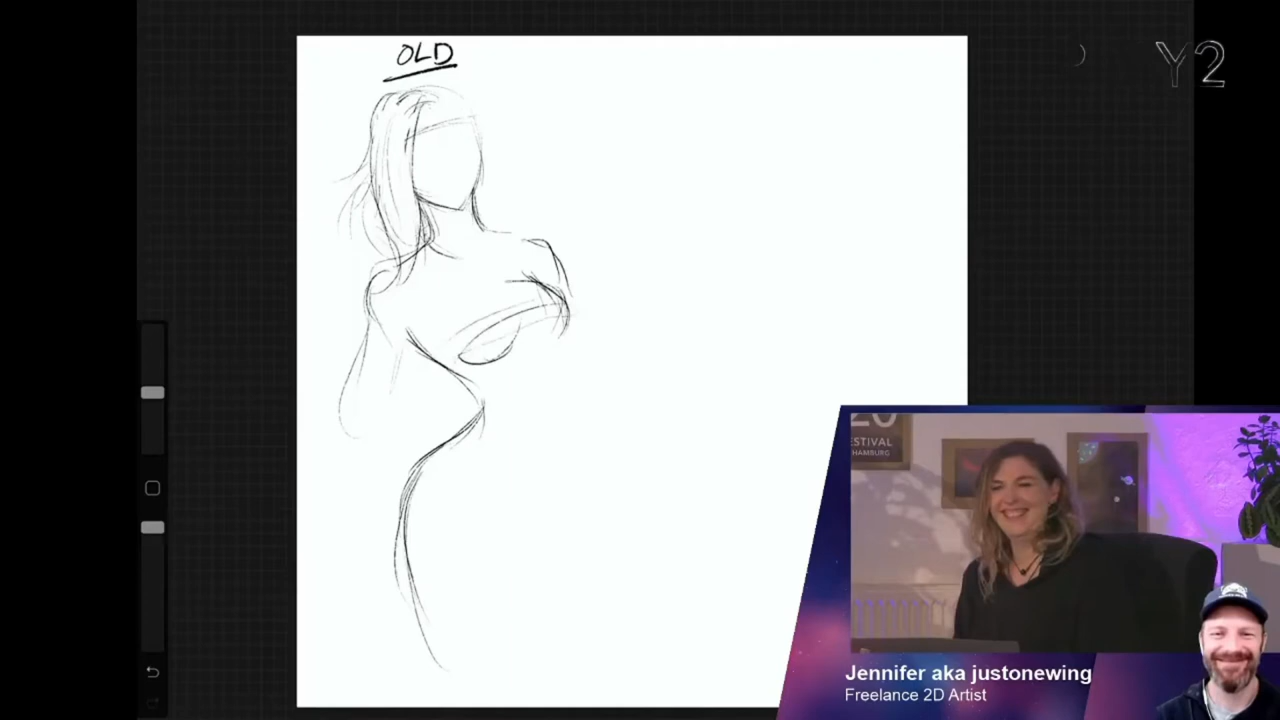 OLD
Y2
ESTIVAL
HAMBURG
Jennifer aka justonewing
Freelance 2D Artist